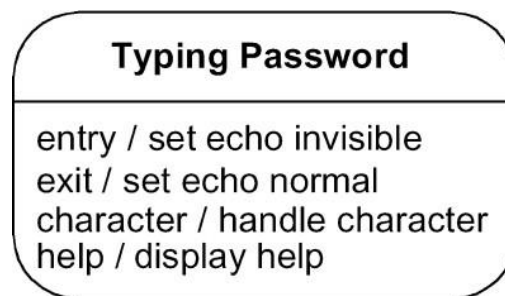 Typing Password
entry / set echo invisible
exit / set echo normal
character / handle character
help / display help